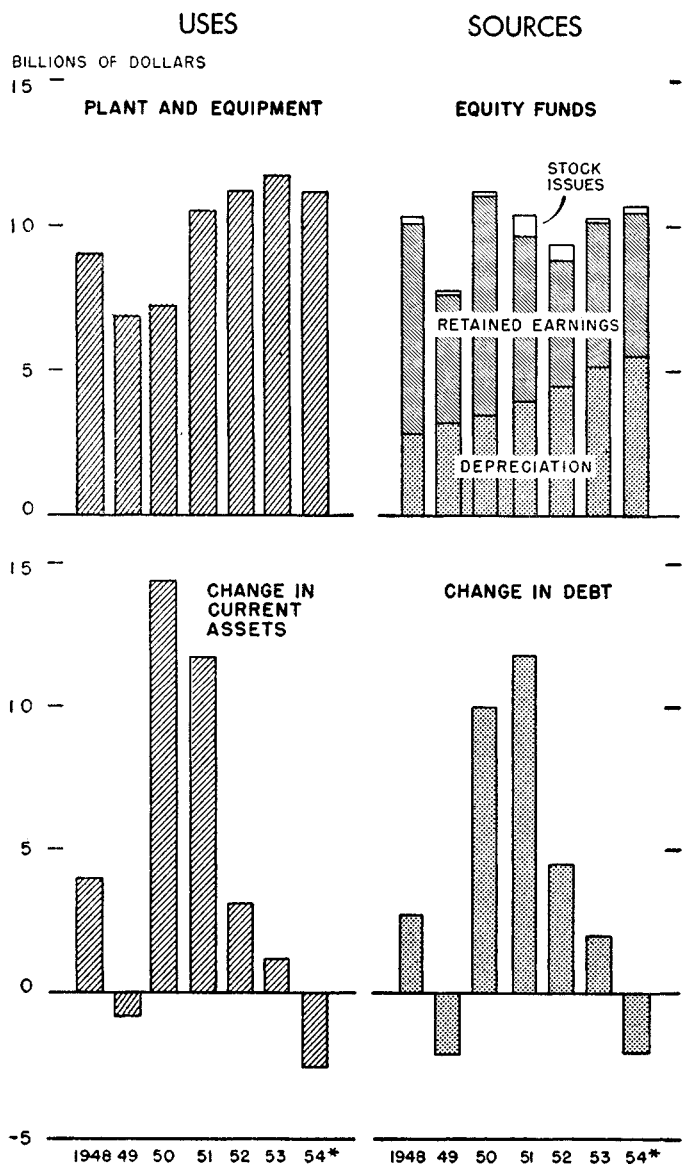 USES
SOURCES
BILLIONS OF DOLLARS
15
PLANT AND EQUIPMENT
EQUITY FUNDS
STOCK
ISSUES
10
RETAINED EARNINGS
5
DEPRECIATION
0
15
CHANGE IN
CURRENT
ASSETS
CHANGE IN DEBT
10
5
0
-5
1948 49 50 51 52 53 54*
1948 49 50 51 52 53 54*